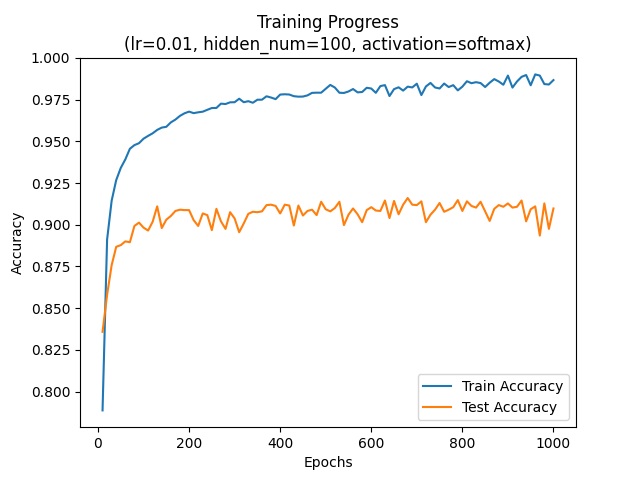 Training Progress
(lr=0.01, hidden_num=100, activation=softmax)
1.000
0.975
0.950
0.925
0.900
0.875
0.850
0.825
0.800
Accuracy
Train Accuracy
Test Accuracy
0 200 400 600 800 1000
Epochs